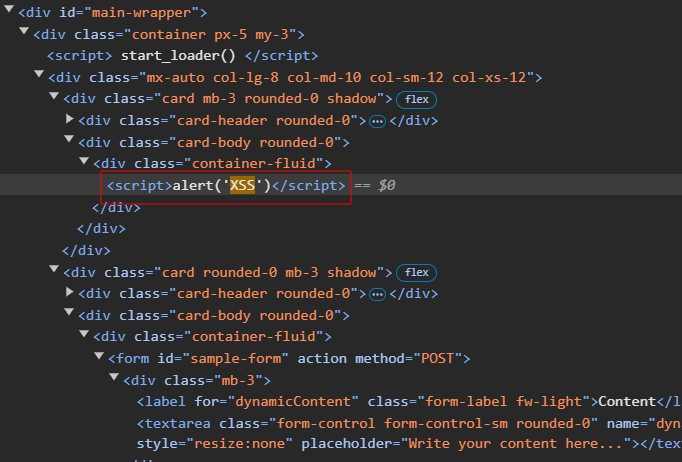 <div id="main-wrapper">
<div class="container px-5 my-3">
<script> start_loader() </script>
<div class="mx-auto col-lg-8 col-md-10 col-sm-12 col-xs-12">
<div class="card mb-3 rounded-0 shadow"> flex
<div class="card-header rounded-0">…</div>
<div class="card-body rounded-0">
<div class="container-fluid">
<script>alert('XSS')</script> == $0
</div>
</div>
</div>
<div class="card rounded-0 mb-3 shadow"> flex
<div class="card-header rounded-0">…</div>
<div class="card-body rounded-0">
<div class="container-fluid">
<form id="sample-form" action method="POST">
<div class="mb-3">
<label for="dynamicContent" class="form-label fw-light">Content</l
<textarea class="form-control form-control-sm rounded-0" name="dyn
style="resize:none" placeholder="Write your content here..."></te